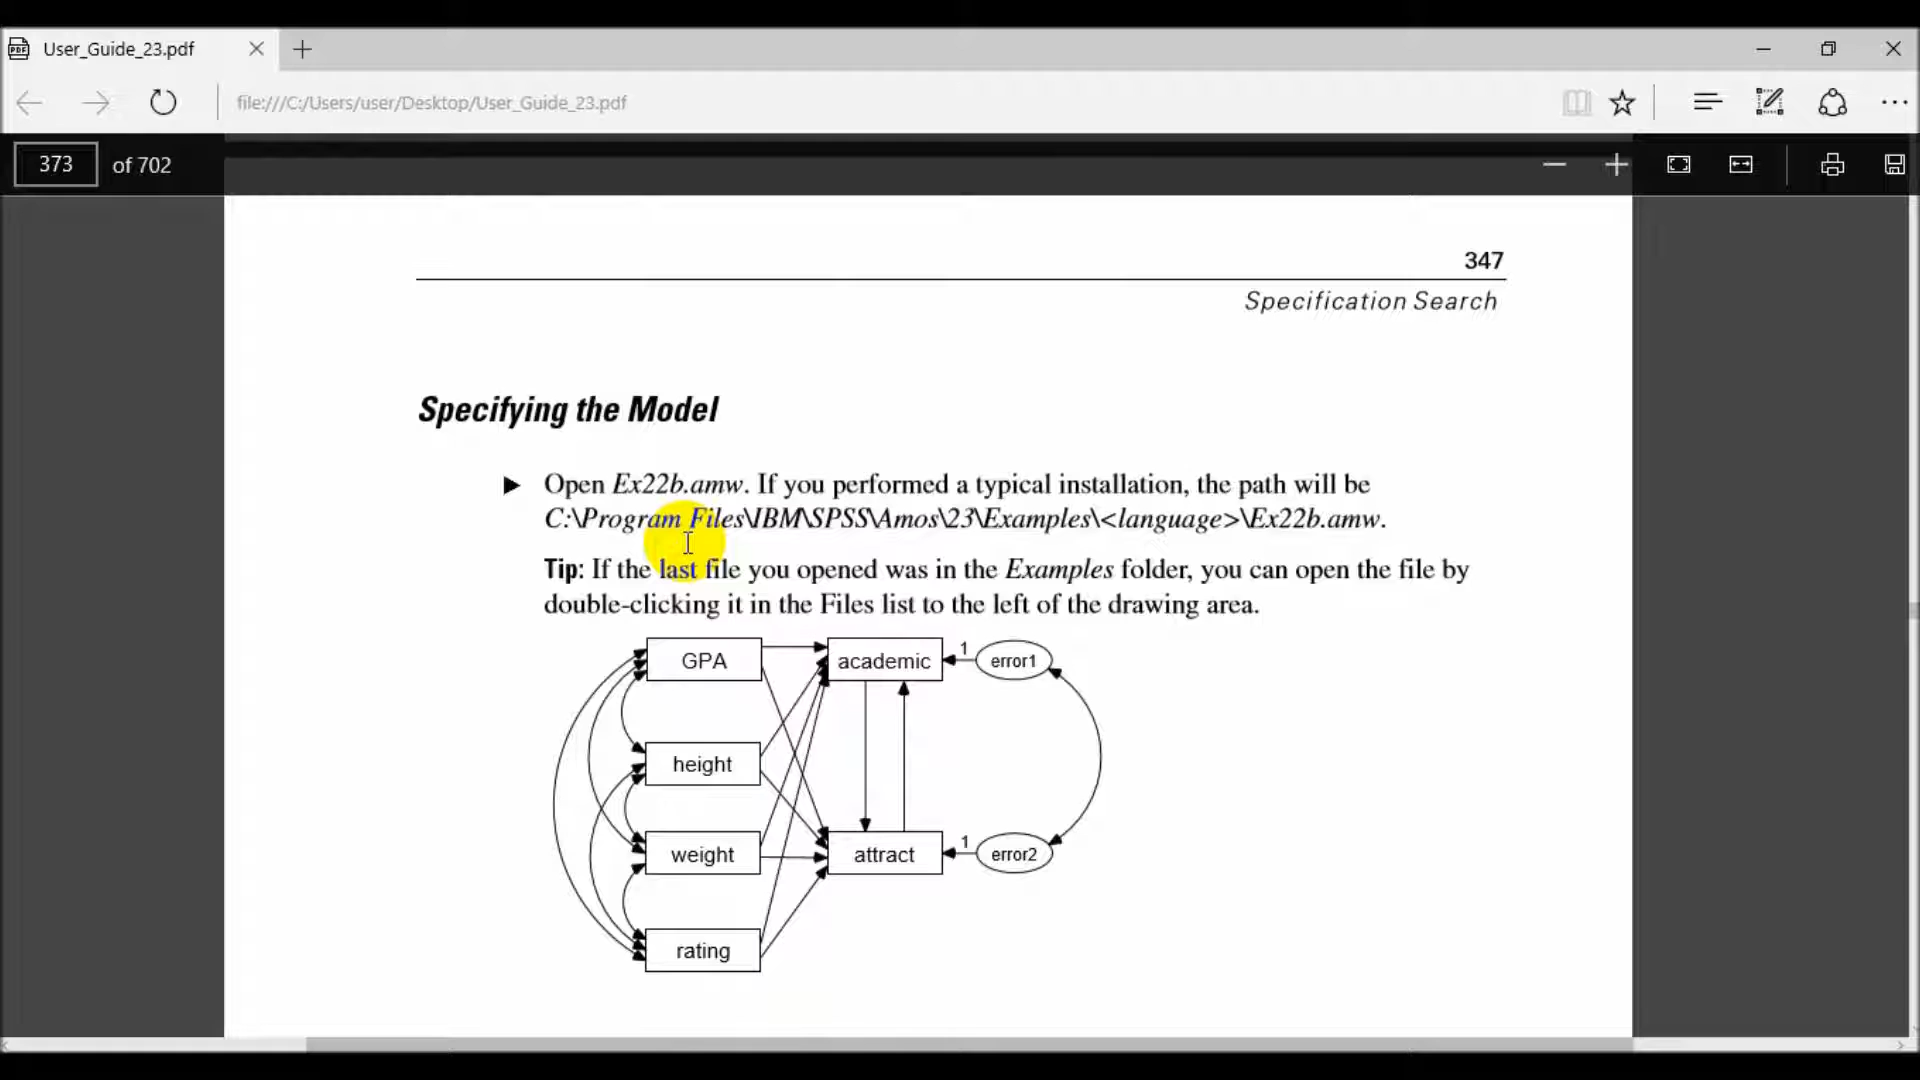 User_Guide_23.pdf
file:///C:/Users/user/Desktop/User_Guide_23.pdf
373 of 702
347
Specification Search
Specifying the Model
Open Ex22b.amw. If you performed a typical installation, the path will be
C:\Program Files\IBM\SPSS\Amos\23\Examples\<language>\Ex22b.amw.
Tip: If the last file you opened was in the Examples folder, you can open the file by
double-clicking it in the Files list to the left of the drawing area.
GPA academic 1 error1
height
weight attract 1 error2
rating